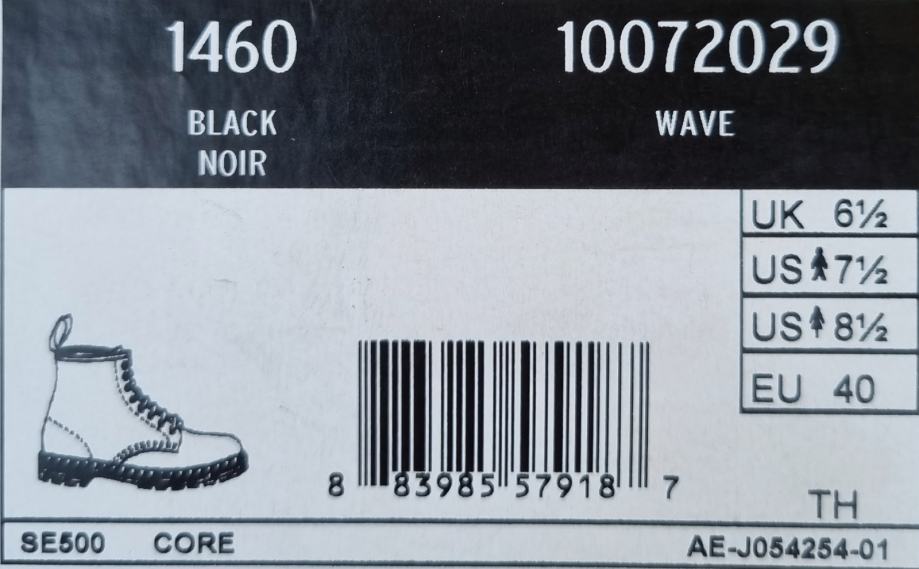 1460
10072029
BLACK
NOIR
WAVE
UK 6½
US 7½
US 8½
EU 40
8 83985 57918 7
TH
SE500 CORE
AE-J054254-01